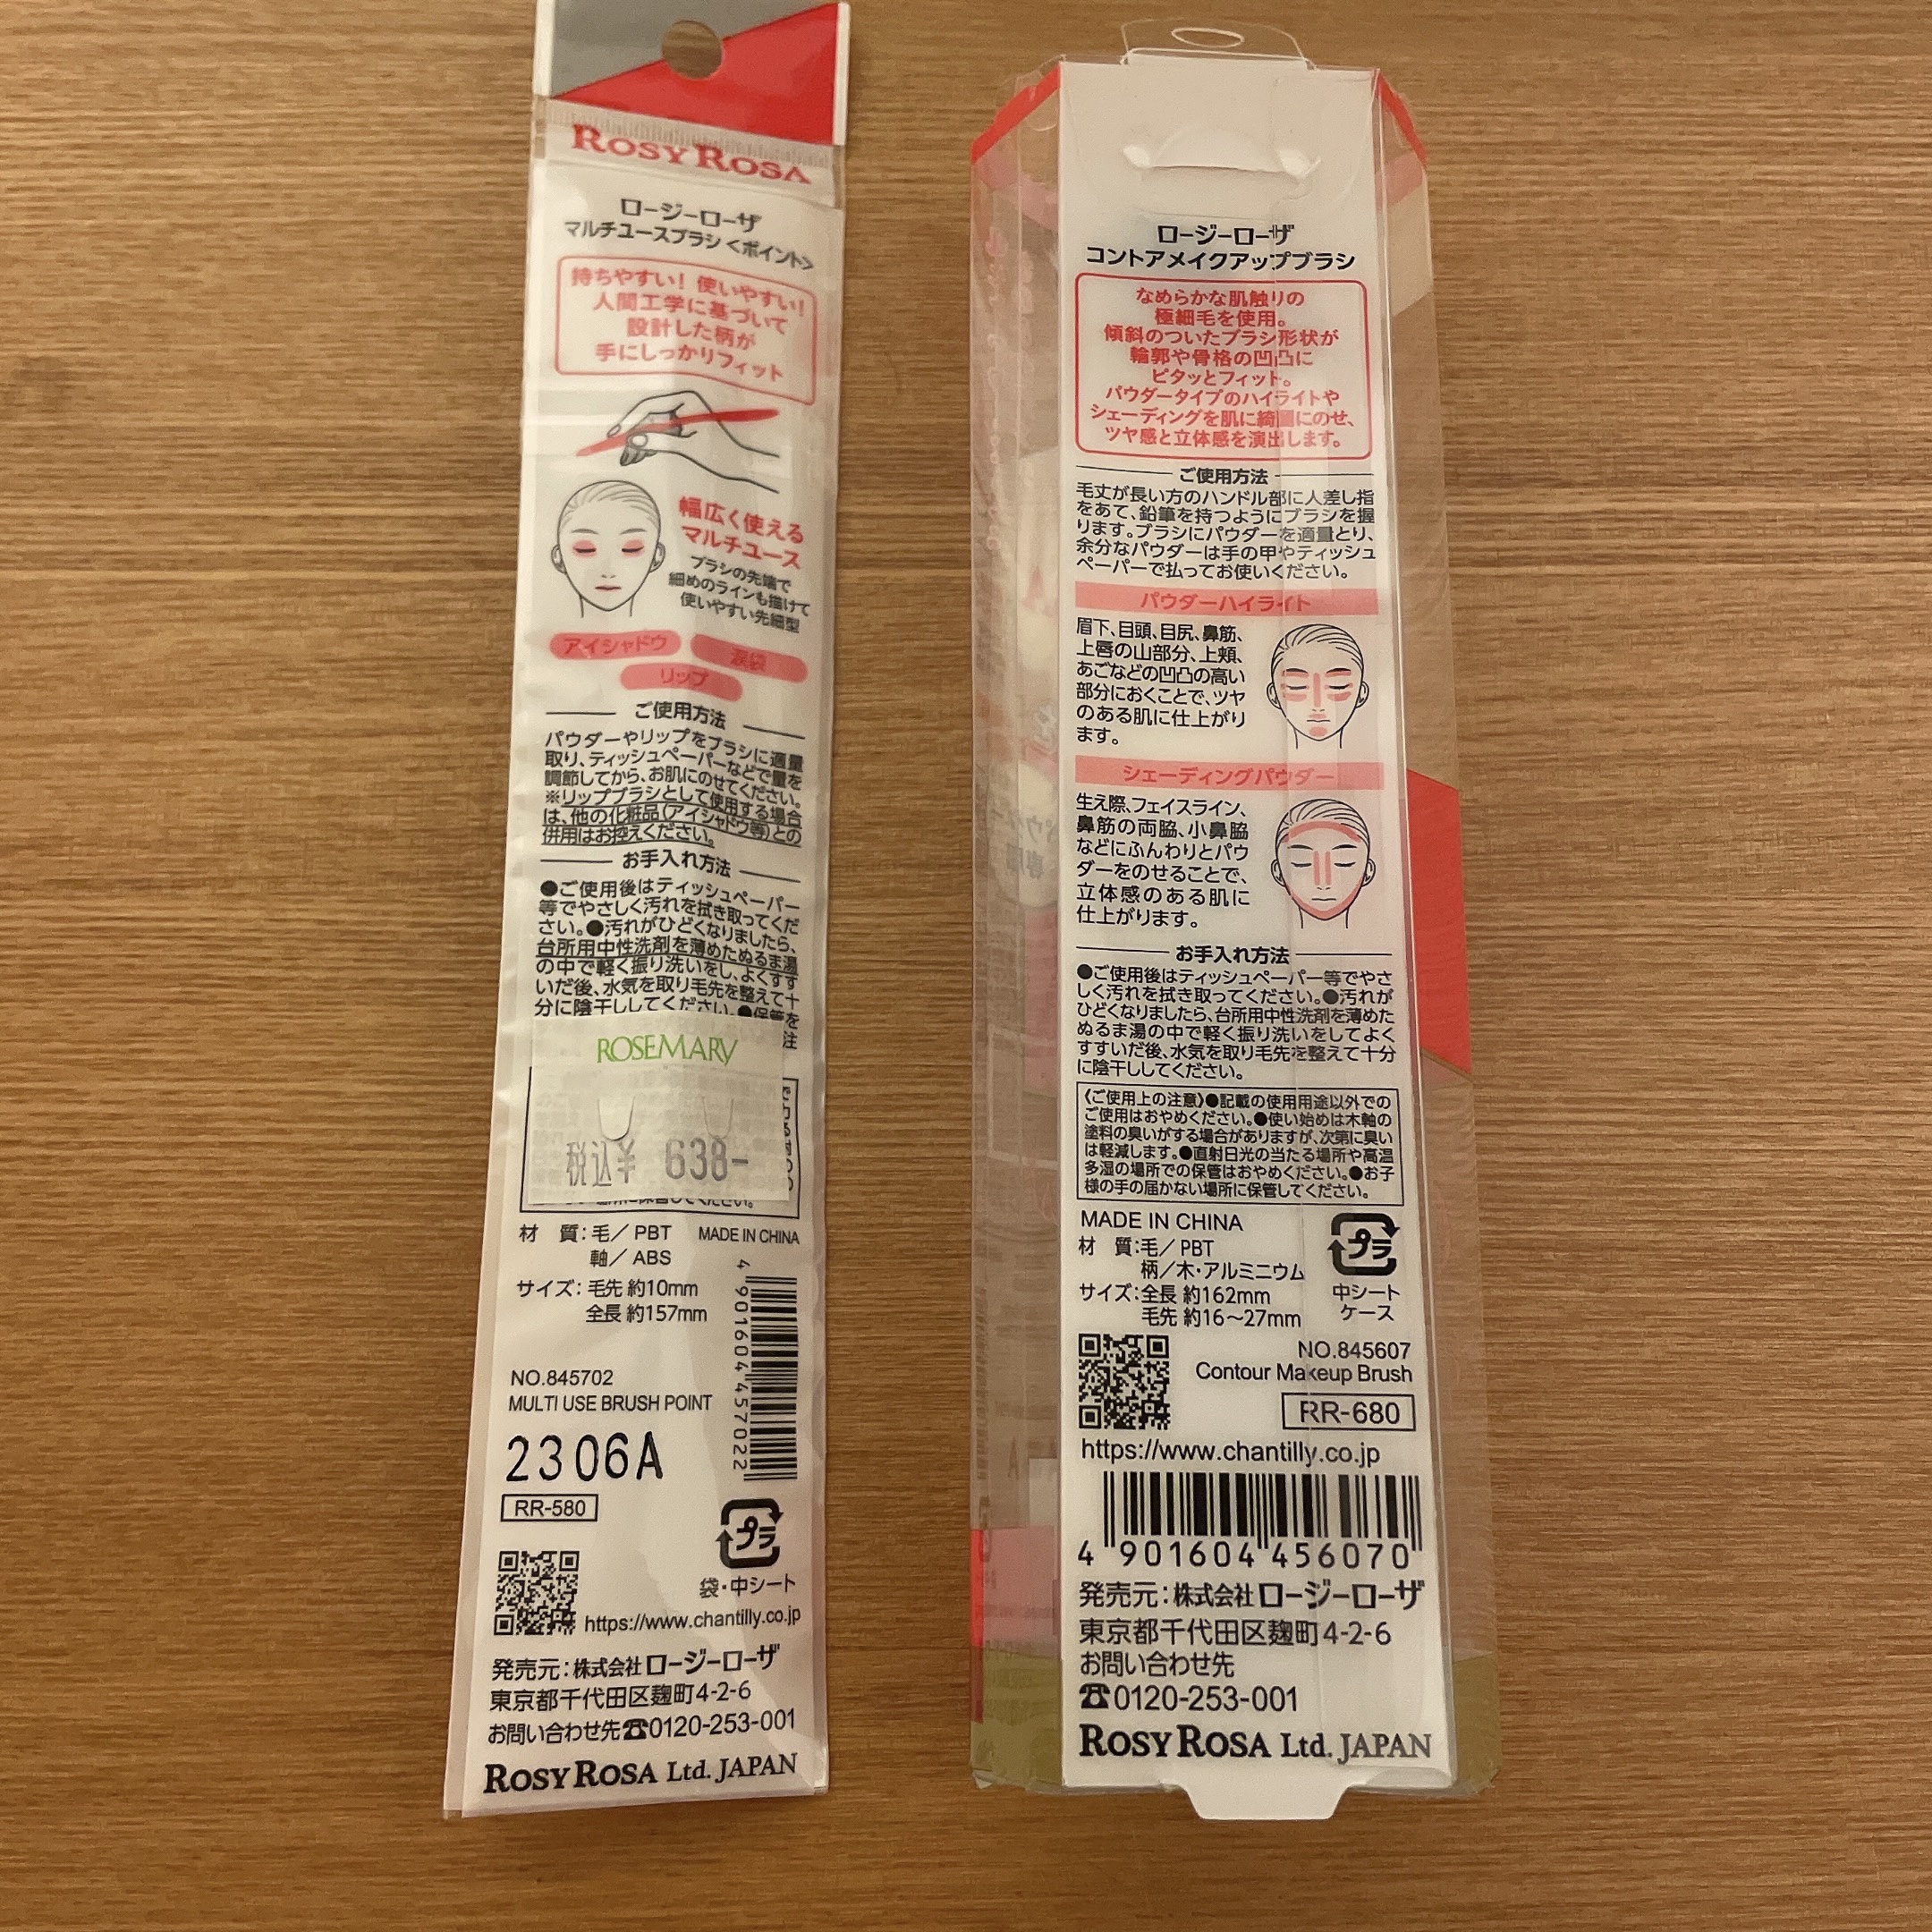 ROSY ROSA
ロージーローザ
マルチユースブラシ<ポイント>
持ちやすい!使いやすい!
人間工学に基づいて
設計した柄が
手にしっかりフィット
幅広く使える
マルチユース
ブラシの先端で
細めのラインも描けて
使いやすい先細型
アイシャドウ
涙袋
リップ
ご使用方法
パウダーやリップをブラシに適量
取り、ティッシュペーパーなどで量を
調節してから、お肌にのせてください。
※リップブラシとして使用する場合
は、他の化粧品(アイシャドウ等)との
併用はお控えください。
お手入れ方法
●ご使用後はティッシュペーパー
等でやさしく汚れを拭き取ってくだ
さい。●汚れがひどくなりましたら、
台所用中性洗剤を薄めたぬるま湯
の中で軽く振り洗いをし、よくすす
いだ後、水気を取り毛先を整えて十
分に陰干ししてください。●保管を
注
ROSEMARY
税込¥ 638-
材 質:毛/PBT MADE IN CHINA
軸/ABS
サイズ:毛先 約10mm
全長 約157mm
4 901604 457022
NO.845702
MULTI USE BRUSH POINT
2306A
RR-580
プラ
袋・中シート
https://www.chantilly.co.jp
発売元:株式会社ロージーローザ
東京都千代田区麹町4-2-6
お問い合わせ先☎0120-253-001
ROSY ROSA Ltd. JAPAN
ロージーローザ
コントアメイクアップブラシ
なめらかな肌触りの
極細毛を使用。
傾斜のついたブラシ形状が
輪郭や骨格の凹凸に
ピタッとフィット。
パウダータイプのハイライトや
シェーディングを肌に綺麗にのせ、
ツヤ感と立体感を演出します。
ご使用方法
毛丈が長い方のハンドル部に人差し指
をあて、鉛筆を持つようにブラシを握
ります。ブラシにパウダーを適量とり、
余分なパウダーは手の甲やティッシュ
ペーパーで払ってお使いください。
パウダーハイライト
眉下、目頭、目尻、鼻筋、
上唇の山部分、上頬、
あごなどの凹凸の高い
部分におくことで、ツヤ
のある肌に仕上がり
ます。
シェーディングパウダー
生え際、フェイスライン、
鼻筋の両脇、小鼻脇
などにふんわりとパウ
ダーをのせることで、
立体感のある肌に
仕上がります。
お手入れ方法
●ご使用後はティッシュペーパー等でやさ
しく汚れを拭き取ってください。●汚れが
ひどくなりましたら、台所用中性洗剤を薄めた
ぬるま湯の中で軽く振り洗いをしてよく
すすいだ後、水気を取り毛先を整えて十分
に陰干ししてください。
《ご使用上の注意》●記載の使用用途以外での
ご使用はおやめください。●使い始めは木軸の
塗料の臭いがする場合がありますが、次第に臭い
は軽減します。●直射日光の当たる場所や高温
多湿の場所での保管はおやめください。●お子
様の手の届かない場所に保管してください。
MADE IN CHINA
材 質:毛/PBT
柄/木・アルミニウム
サイズ:全長 約162mm
毛先 約16～27mm
プラ
中シート
ケース
NO.845607
Contour Makeup Brush
RR-680
https://www.chantilly.co.jp
4 901604 456070
発売元:株式会社ロージーローザ
東京都千代田区麹町4-2-6
お問い合わせ先
☎0120-253-001
ROSY ROSA Ltd. JAPAN